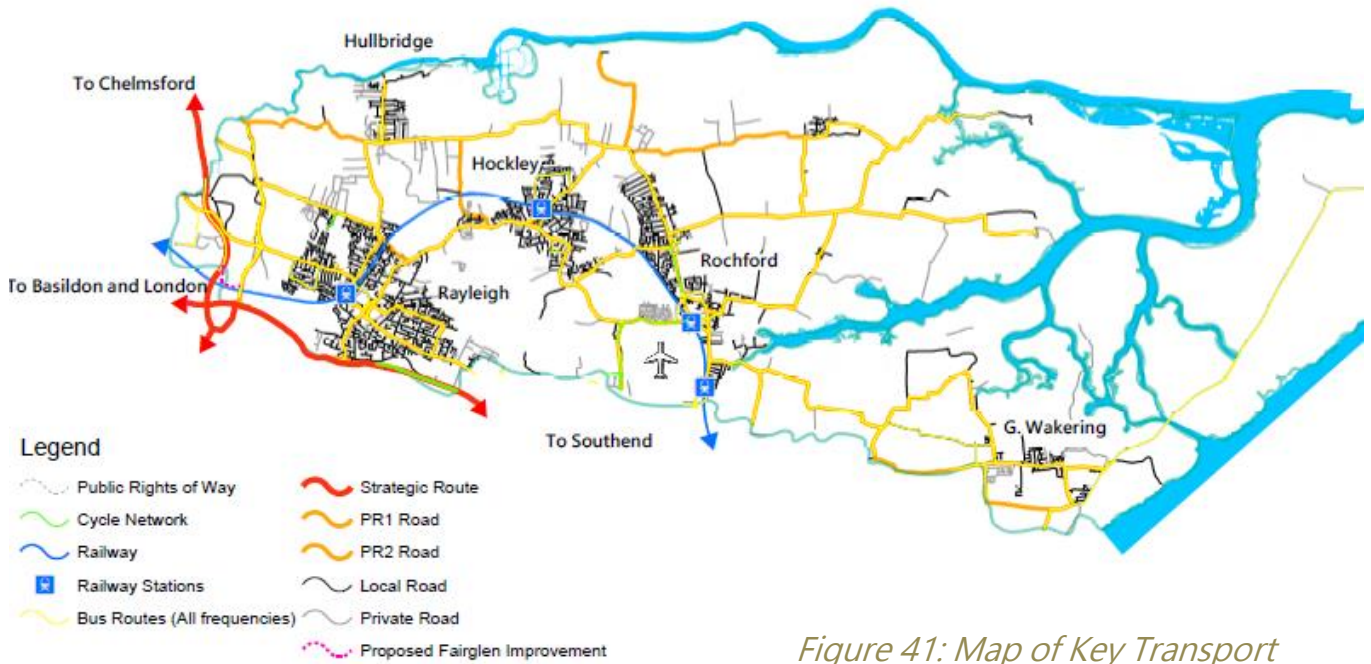 Hullbridge
To Chelmsford
Hockley
Rochford
To Basildon and London
Rayleigh
G. Wakering
To Southend
Legend
Public Rights of Way
Cycle Network
Railway
Railway Stations
Bus Routes (All frequencies)
Strategic Route
PR1 Road
PR2 Road
Local Road
Private Road
Proposed Fairglen Improvement
Figure 41: Map of Key Transport